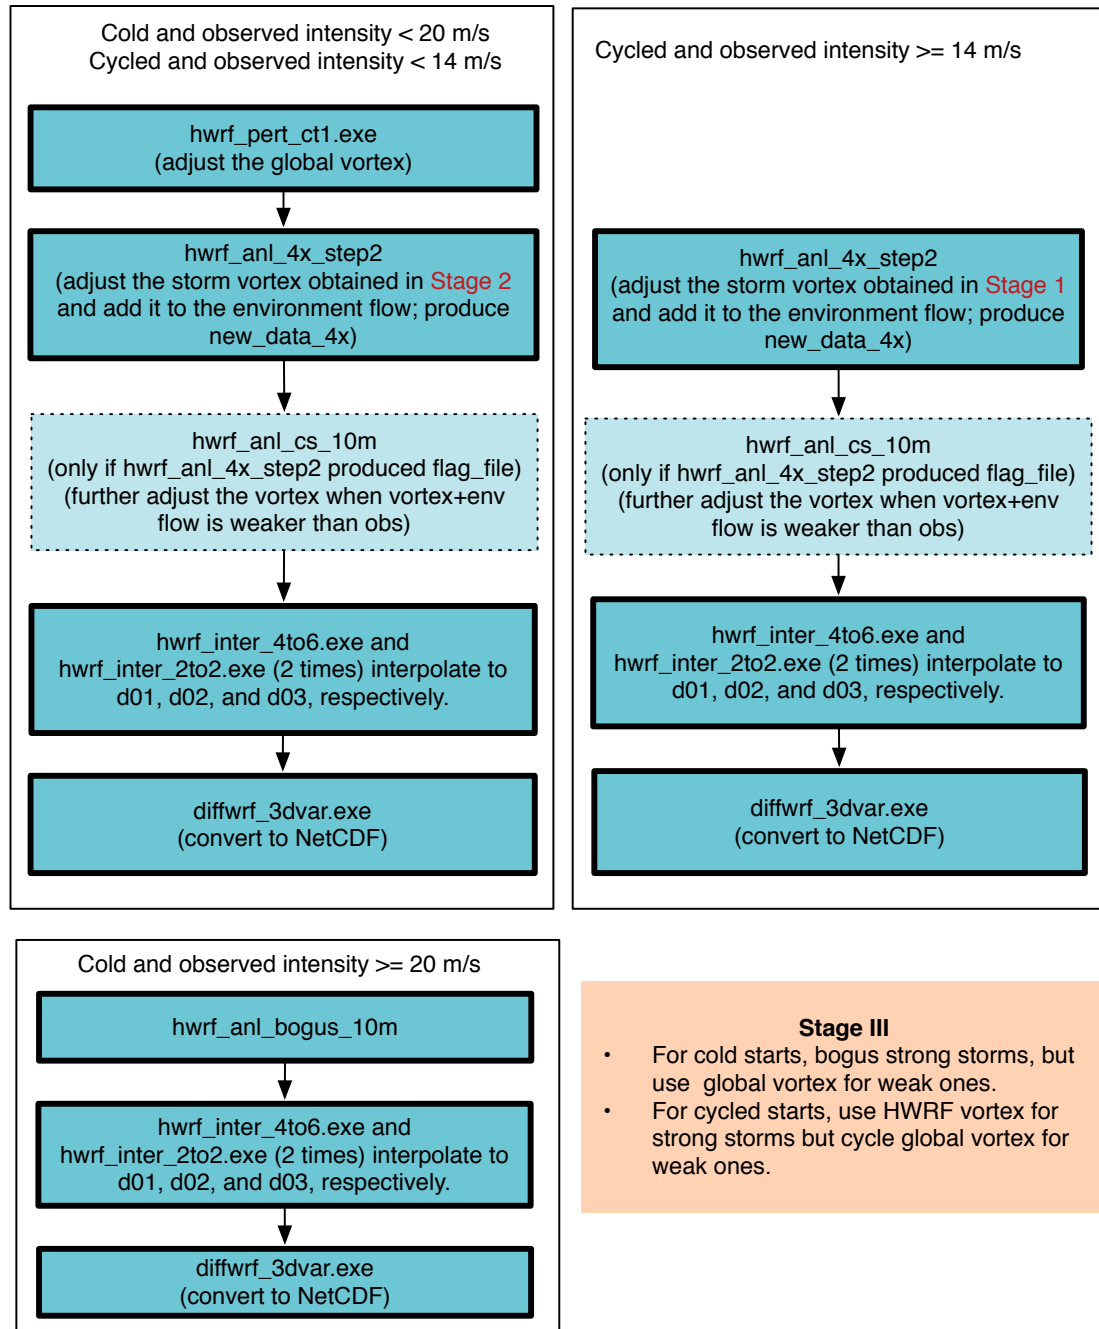 Cold and observed intensity < 20 m/s
Cycled and observed intensity < 14 m/s
hwrf_pert_ct1.exe
(adjust the global vortex)
hwrf_anl_4x_step2
(adjust the storm vortex obtained in Stage 2
and add it to the environment flow; produce
new_data_4x)
hwrf_anl_cs_10m
(only if hwrf_anl_4x_step2 produced flag_file)
(further adjust the vortex when vortex+env
flow is weaker than obs)
hwrf_inter_4to6.exe and
hwrf_inter_2to2.exe (2 times) interpolate to
d01, d02, and d03, respectively.
diffwrf_3dvar.exe
(convert to NetCDF)
Cycled and observed intensity >= 14 m/s
hwrf_anl_4x_step2
(adjust the storm vortex obtained in Stage 1
and add it to the environment flow; produce
new_data_4x)
hwrf_anl_cs_10m
(only if hwrf_anl_4x_step2 produced flag_file)
(further adjust the vortex when vortex+env
flow is weaker than obs)
hwrf_inter_4to6.exe and
hwrf_inter_2to2.exe (2 times) interpolate to
d01, d02, and d03, respectively.
diffwrf_3dvar.exe
(convert to NetCDF)
Cold and observed intensity >= 20 m/s
hwrf_anl_bogus_10m
hwrf_inter_4to6.exe and
hwrf_inter_2to2.exe (2 times) interpolate to
d01, d02, and d03, respectively.
diffwrf_3dvar.exe
(convert to NetCDF)
Stage III
• For cold starts, bogus strong storms, but
use global vortex for weak ones.
• For cycled starts, use HWRF vortex for
strong storms but cycle global vortex for
weak ones.